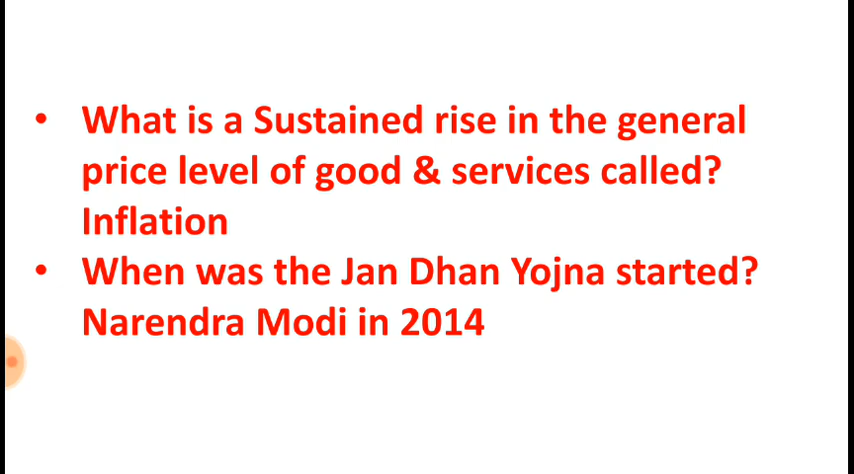 • What is a Sustained rise in the general
price level of good & services called?
Inflation
• When was the Jan Dhan Yojna started?
Narendra Modi in 2014